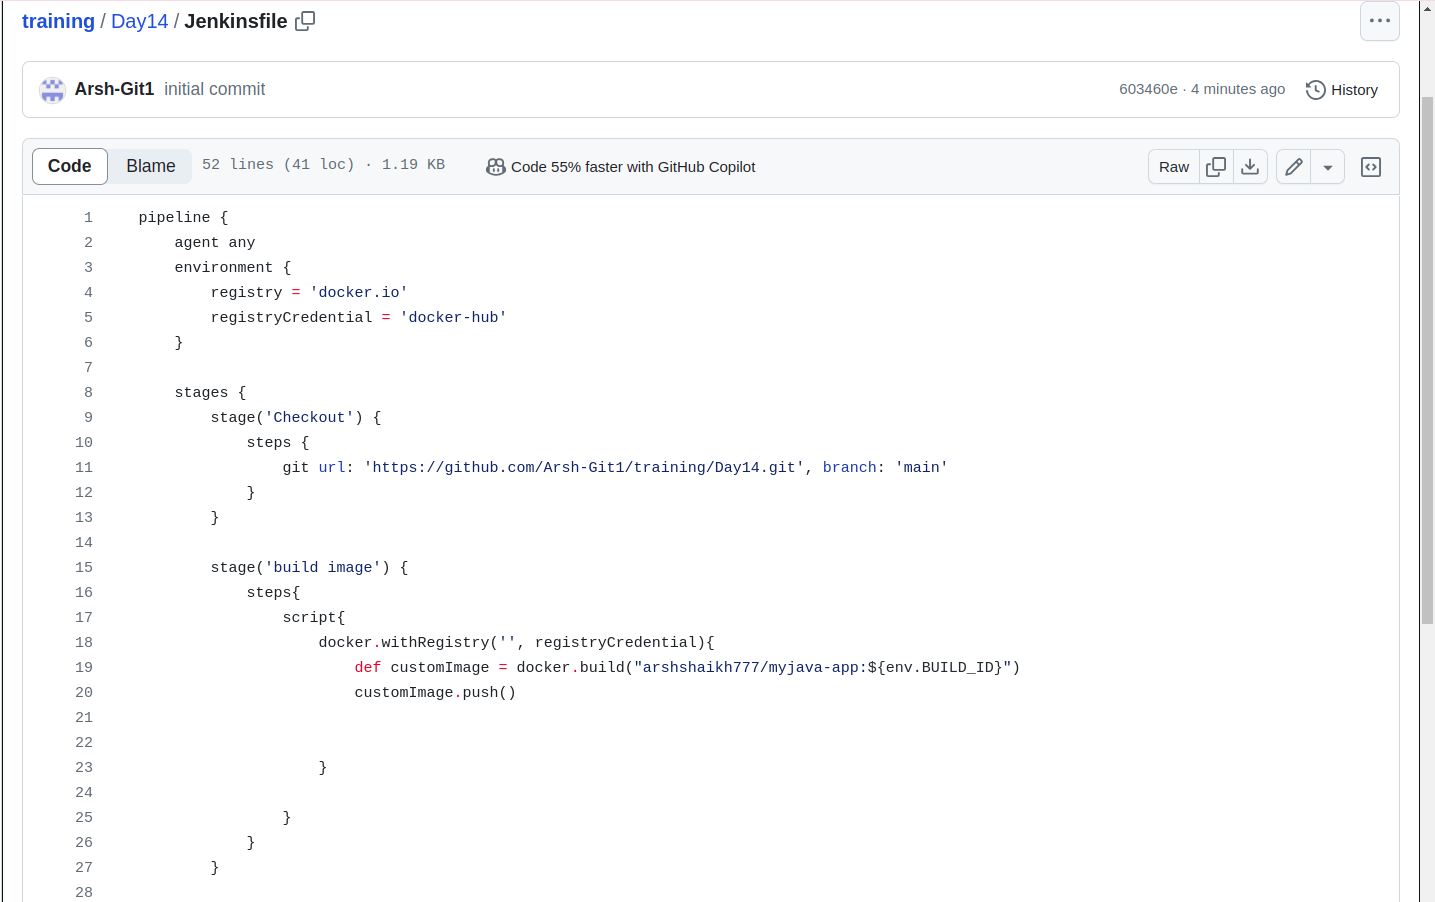 training / Day14 / Jenkinsfile
Arsh-Git1 initial commit 603460e · 4 minutes ago History
Code Blame 52 lines (41 loc) · 1.19 KB Code 55% faster with GitHub Copilot Raw
1 pipeline {
2     agent any
3     environment {
4         registry = 'docker.io'
5         registryCredential = 'docker-hub'
6     }
7
8     stages {
9         stage('Checkout') {
10             steps {
11                 git url: 'https://github.com/Arsh-Git1/training/Day14.git', branch: 'main'
12             }
13         }
14
15         stage('build image') {
16             steps{
17                 script{
18                     docker.withRegistry('', registryCredential){
19                         def customImage = docker.build("arshshaikh777/myjava-app:${env.BUILD_ID}")
20                         customImage.push()
21
22
23                     }
24
25                 }
26             }
27         }
28